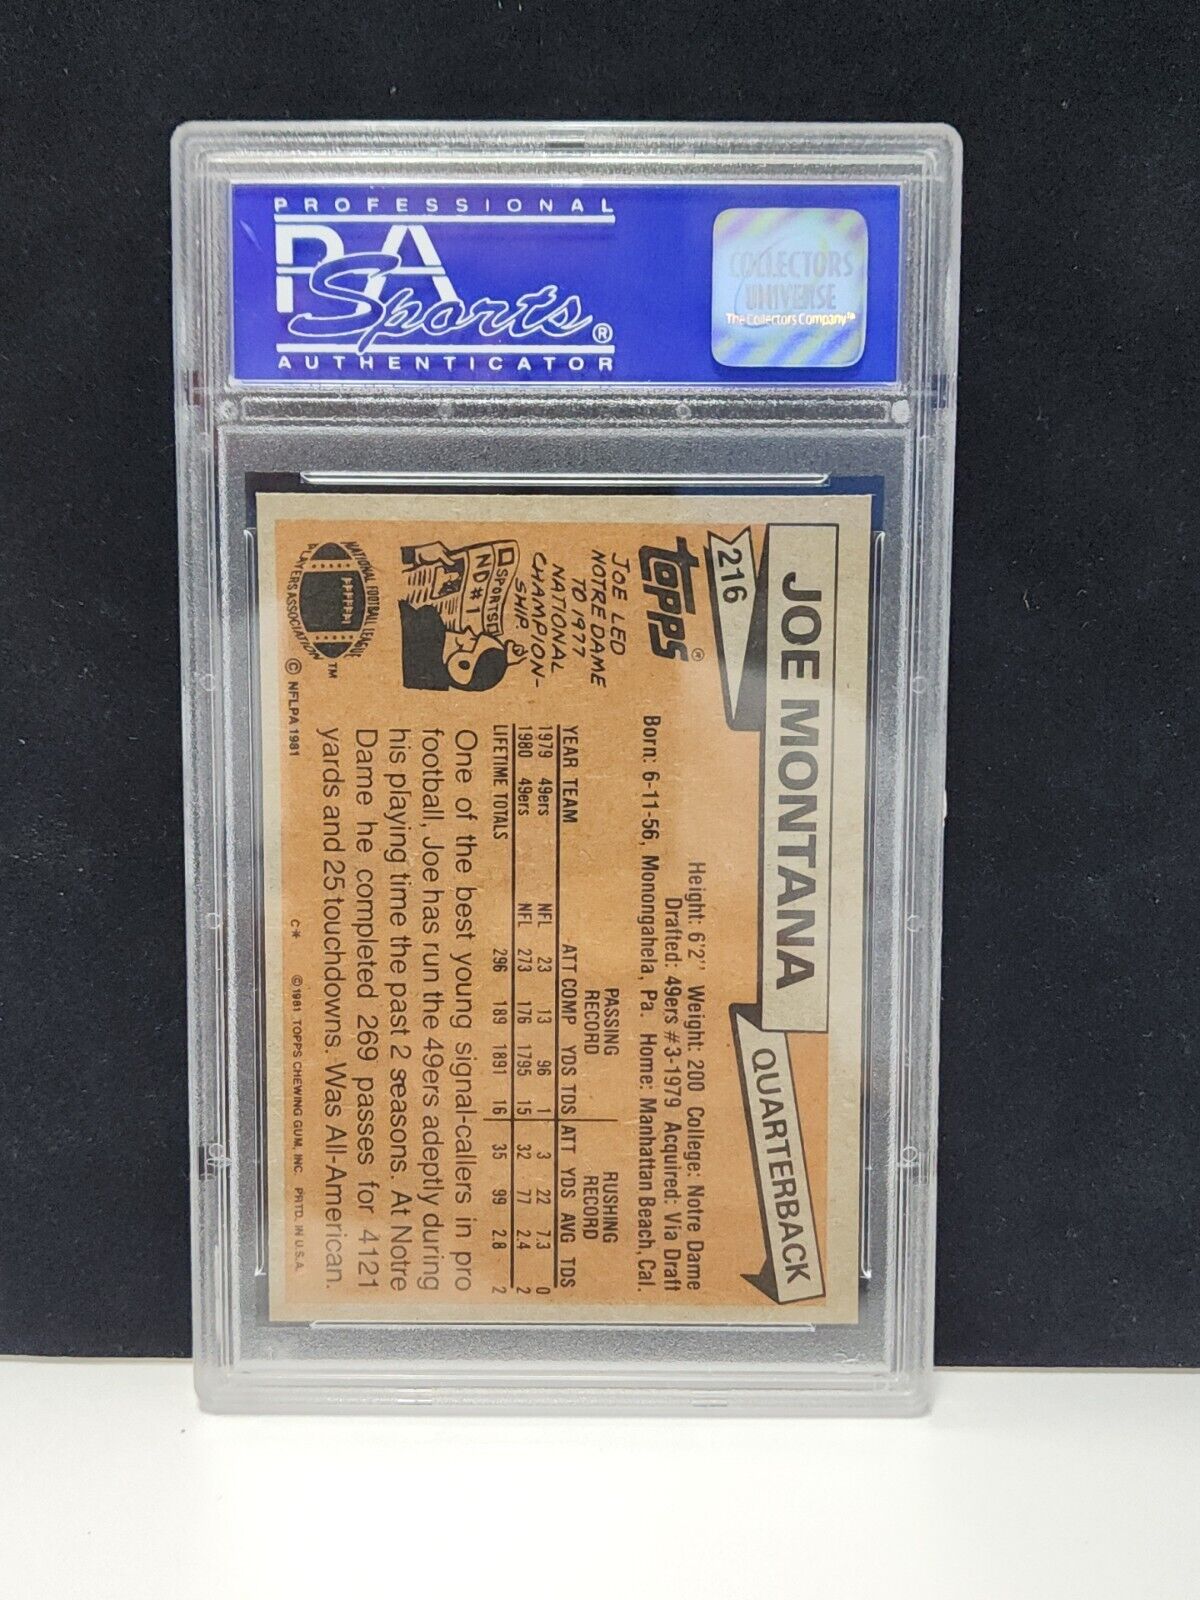 PROFESSIONAL
PSA
Sports®
AUTHENTICATOR
COLLECTORS
UNIVERSE
The Collectors Company™
JOE MONTANA
QUARTERBACK
216
topps®
Height: 6'2'' Weight: 200 College: Notre Dame
Drafted: 49ers #3-1979 Acquired: Via Draft
Born: 6-11-56, Monongahela, Pa. Home: Manhattan Beach, Cal.
JOE LED
NOTRE DAME
TO 1977
NATIONAL
CHAMPION-
SHIP.
SPORTS
ND #1
PASSING RECORD RUSHING RECORD
YEAR TEAM ATT COMP YDS TDS ATT YDS AVG TDS
1979 49ers NFL 23 13 96 1 3 22 7.3 0
1980 49ers NFL 273 176 1795 15 32 77 2.4 2
LIFETIME TOTALS 296 189 1891 16 35 99 2.8 2
One of the best young signal-callers in pro
football, Joe has run the 49ers adeptly during
his playing time the past 2 seasons. At Notre
Dame he completed 269 passes for 4121
yards and 25 touchdowns. Was All-American.
NATIONAL FOOTBALL LEAGUE
PLAYERS ASSOCIATION
™
© NFLPA 1981
C* ©1981 TOPPS CHEWING GUM, INC. PRTD. IN U.S.A.